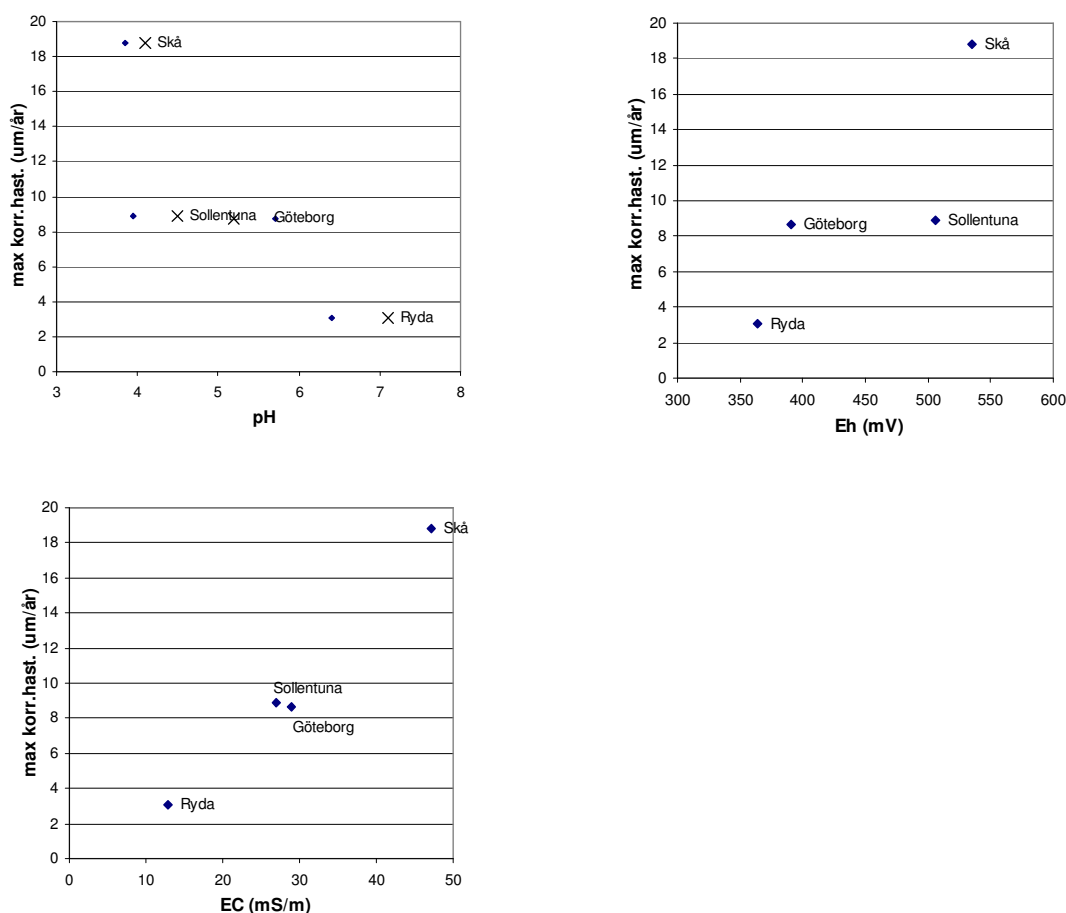 20
18
16
14
12
10
8
6
4
2
0
max korr.hast. (um/år)
Skå
Sollentuna
Göteborg
Ryda
3 4 5 6 7 8
pH
20
18
16
14
12
10
8
6
4
2
0
max korr.hast. (um/år)
Skå
Göteborg
Sollentuna
Ryda
300 350 400 450 500 550 600
Eh (mV)
20
18
16
14
12
10
8
6
4
2
0
max korr.hast. (um/år)
Skå
Sollentuna
Göteborg
Ryda
0 10 20 30 40 50
EC (mS/m)